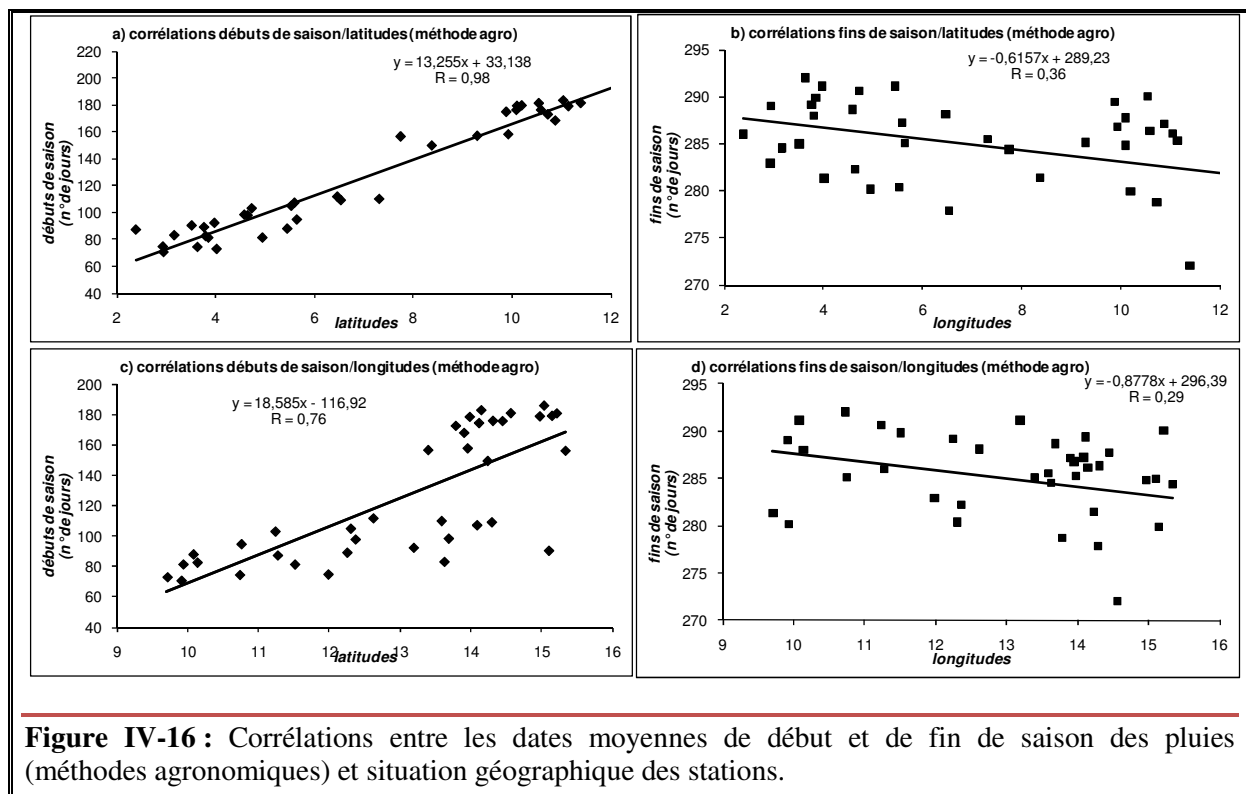 a) corrélations débuts de saison/latitudes (méthode agro)
y = 13,255x + 33,138
R = 0,98
220
200
180
160
140
120
100
80
60
40
débuts de saison
(n° de jours)
2 4 6 8 10 12
latitudes
b) corrélations fins de saison/latitudes (méthode agro)
y = -0,6157x + 289,23
R = 0,36
295
290
285
280
270
fins de saison
(n° de jours)
2 4 6 8 10 12
longitudes
c) corrélations débuts de saison/longitudes (méthode agro)
y = 18,585x - 116,92
R = 0,76
200
180
160
140
120
100
80
60
40
débuts de saison
(n° de jours)
9 10 11 12 13 14 15 16
latitudes
d) corrélations fins de saison/longitudes (méthode agro)
y = -0,8778x + 296,39
R = 0,29
295
290
285
280
270
fins de saison
(n° de jours)
9 10 11 12 13 14 15 16
longitudes
Figure IV-16 : Corrélations entre les dates moyennes de début et de fin de saison des pluies
(méthodes agronomiques) et situation géographique des stations.